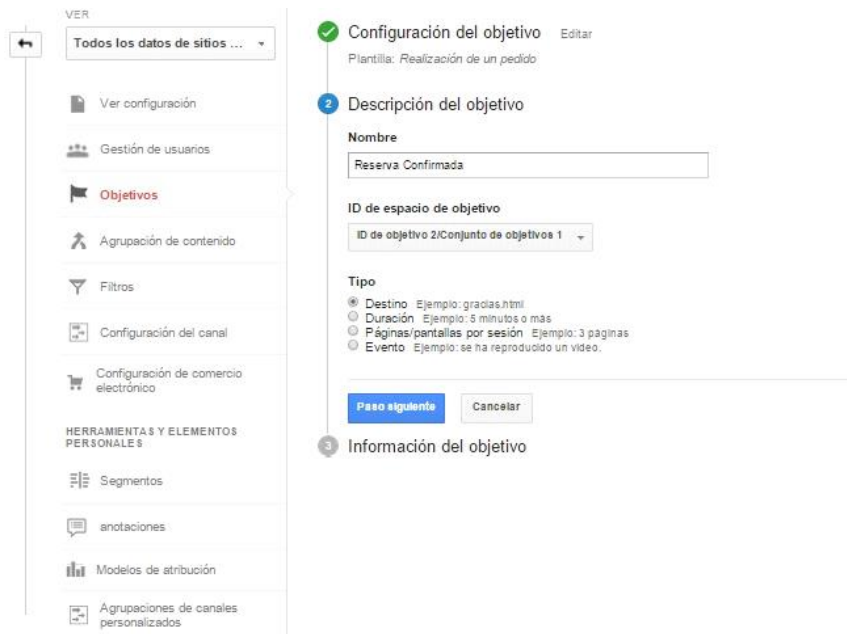 VER
Todos los datos de sitios ...
Ver configuración
Gestión de usuarios
Objetivos
Agrupación de contenido
Filtros
Configuración del canal
Configuración de comercio
electrónico
HERRAMIENTAS Y ELEMENTOS
PERSONALES
Segmentos
anotaciones
Modelos de atribución
Agrupaciones de canales
personalizados
Configuración del objetivo Editar
Plantilla: Realización de un pedido
2 Descripción del objetivo
Nombre
Reserva Confirmada
ID de espacio de objetivo
ID de objetivo 2/Conjunto de objetivos 1
Tipo
Destino Ejemplo: gracias.html
Duración Ejemplo: 5 minutos o más
Páginas/pantallas por sesión Ejemplo: 3 páginas
Evento Ejemplo: se ha reproducido un vídeo.
Paso siguiente Cancelar
3 Información del objetivo